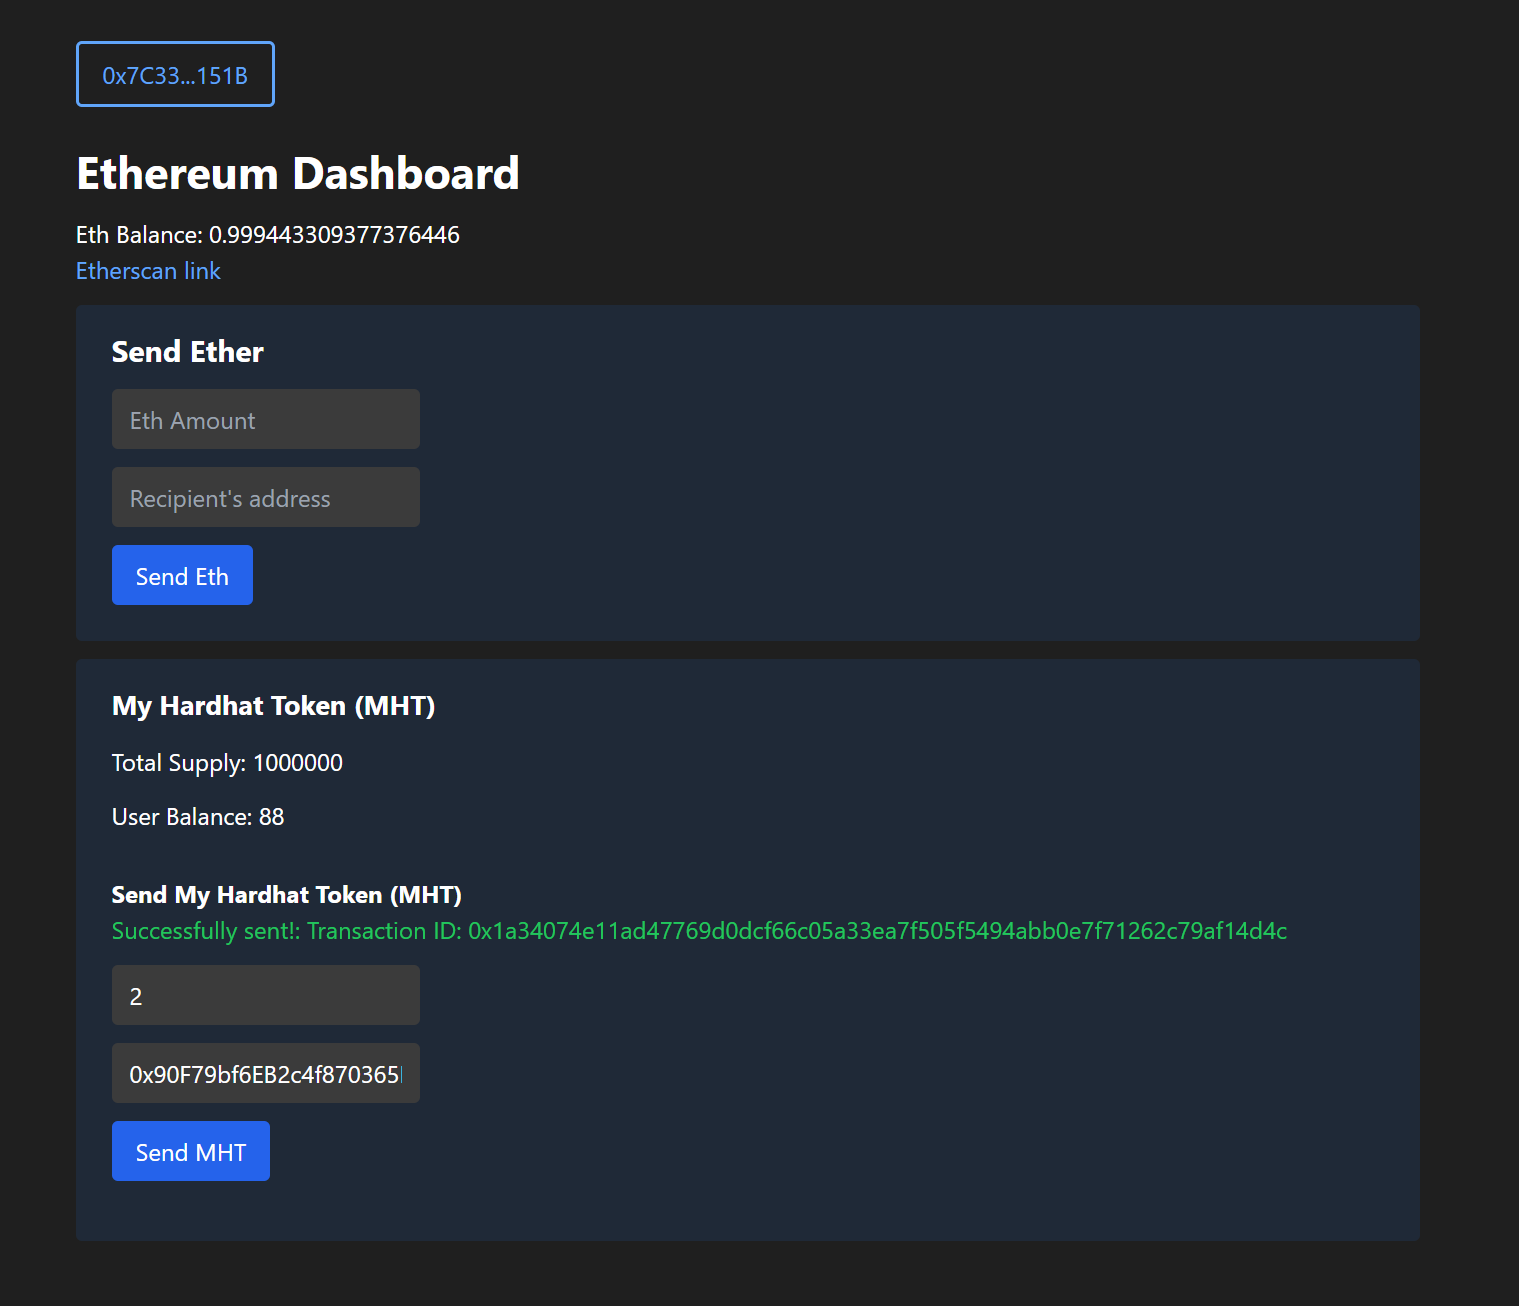 0x7C33...151B
Ethereum Dashboard
Eth Balance: 0.999443309377376446
Etherscan link
Send Ether
Eth Amount
Recipient's address
Send Eth
My Hardhat Token (MHT)
Total Supply: 1000000
User Balance: 88
Send My Hardhat Token (MHT)
Successfully sent!: Transaction ID: 0x1a34074e11ad47769d0dcf66c05a33ea7f505f5494abb0e7f71262c79af14d4c
2
0x90F79bf6EB2c4f870365
Send MHT